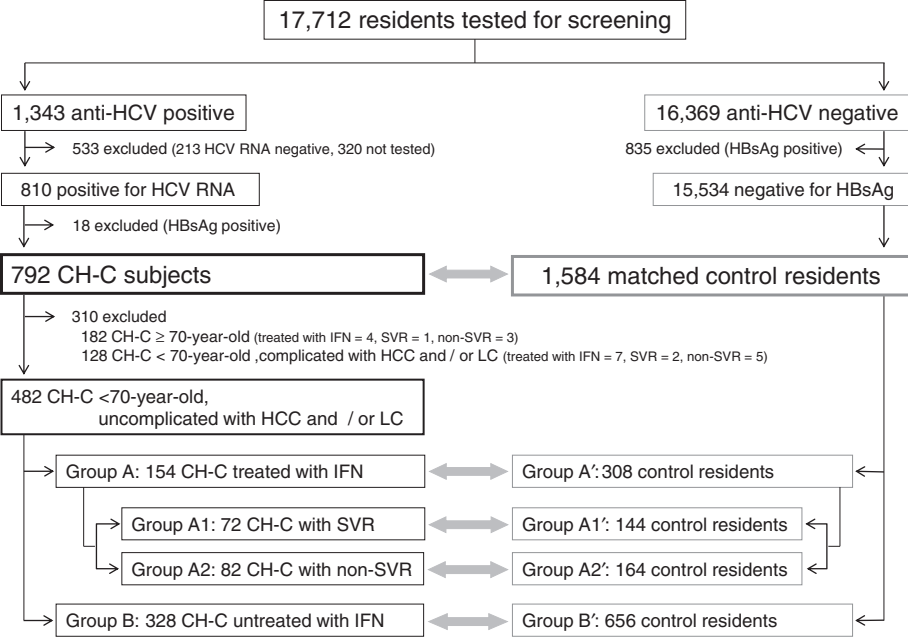 17,712 residents tested for screening
1,343 anti-HCV positive
16,369 anti-HCV negative
533 excluded (213 HCV RNA negative, 320 not tested)
835 excluded (HBsAg positive)
810 positive for HCV RNA
15,534 negative for HBsAg
18 excluded (HBsAg positive)
792 CH-C subjects
1,584 matched control residents
310 excluded
182 CH-C ≥ 70-year-old (treated with IFN = 4, SVR = 1, non-SVR = 3)
128 CH-C < 70-year-old ,complicated with HCC and / or LC (treated with IFN = 7, SVR = 2, non-SVR = 5)
482 CH-C <70-year-old,
uncomplicated with HCC and / or LC
Group A: 154 CH-C treated with IFN
Group A′: 308 control residents
Group A1: 72 CH-C with SVR
Group A1′: 144 control residents
Group A2: 82 CH-C with non-SVR
Group A2′: 164 control residents
Group B: 328 CH-C untreated with IFN
Group B′: 656 control residents